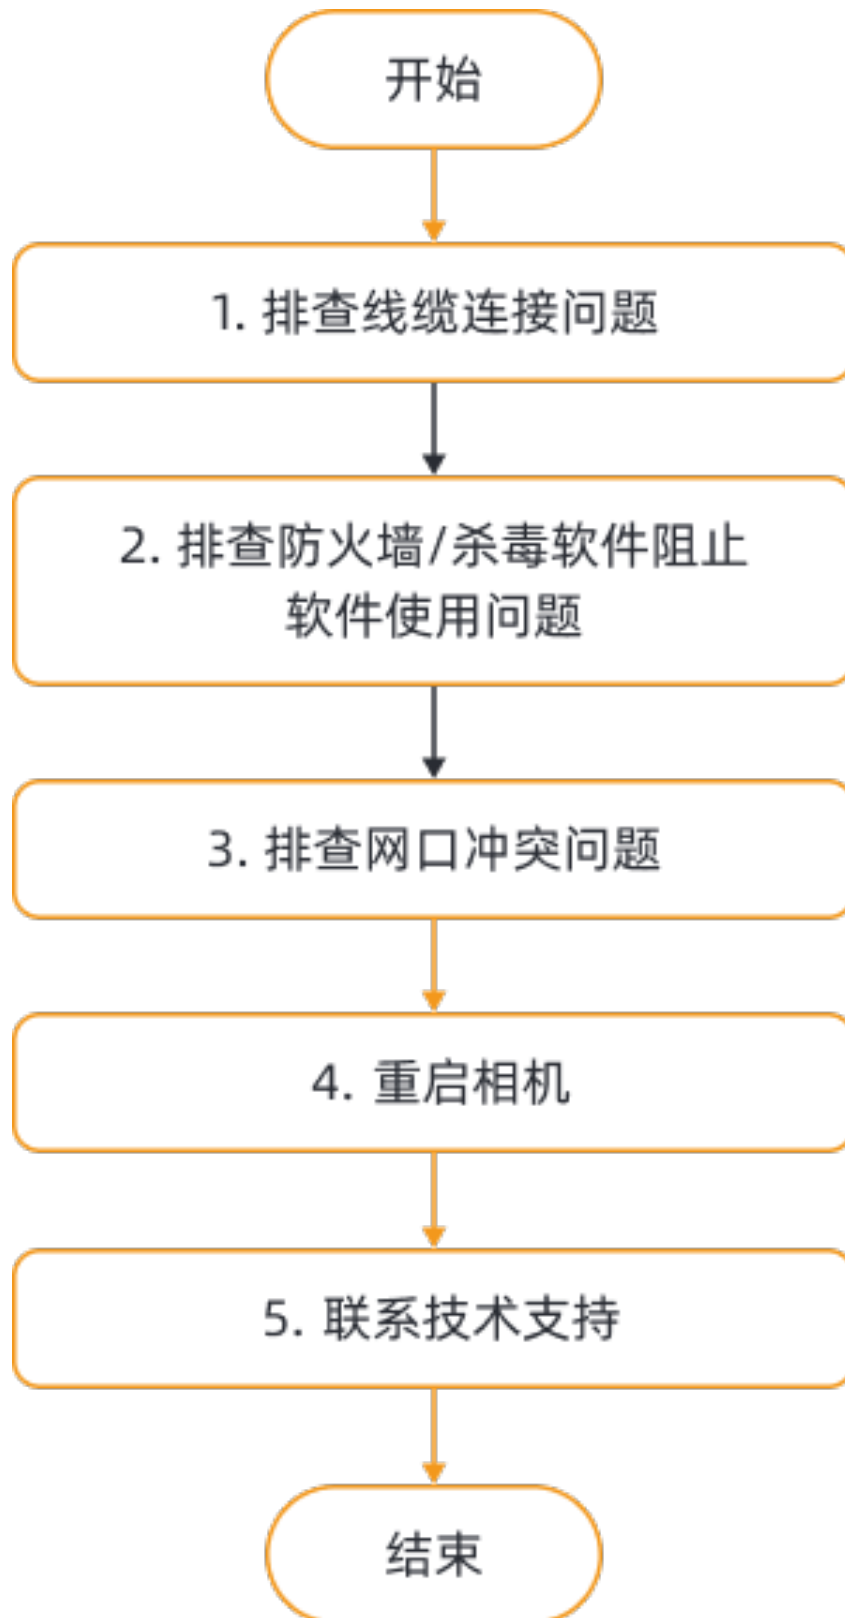 开始
1. 排查线缆连接问题
2. 排查防火墙/杀毒软件阻止
软件使用问题
3. 排查网口冲突问题
4. 重启相机
5. 联系技术支持
结束